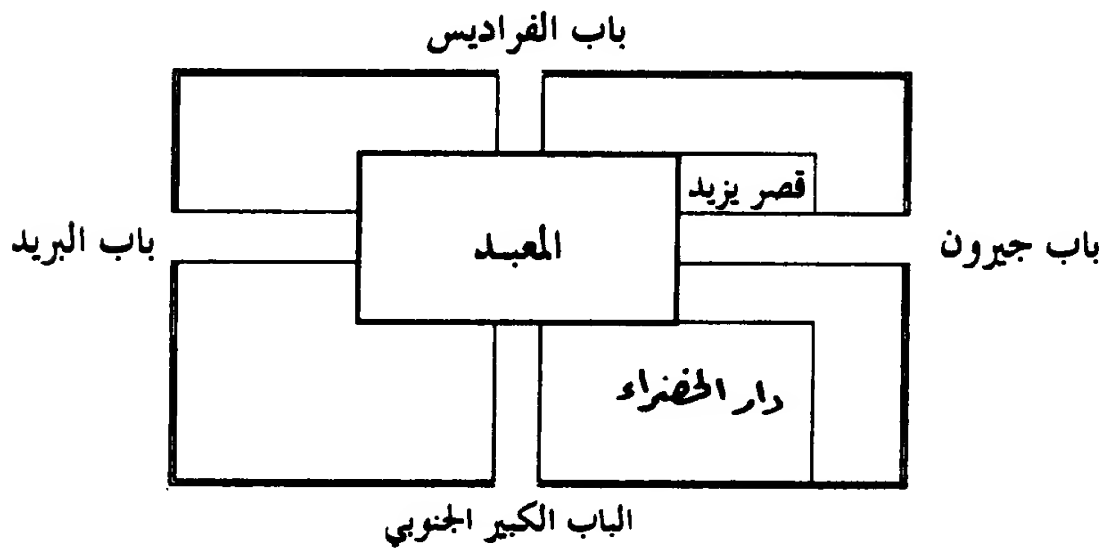 باب الفراديس
قصر يزيد
باب جيرون
المعبد
باب البريد
دار الخضراء
الباب الكبير الجنوبي